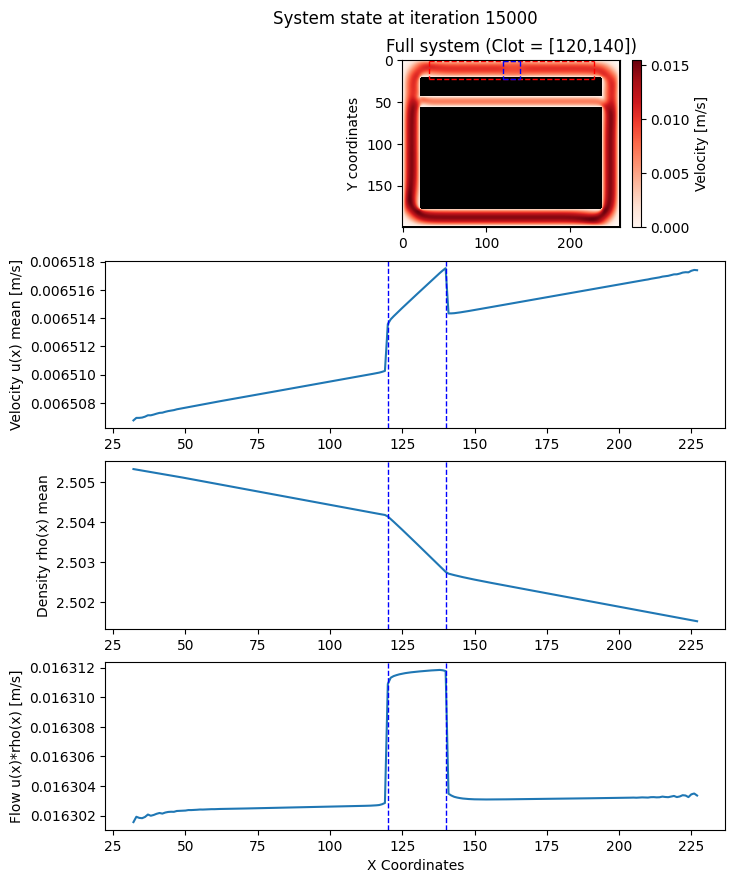 System state at iteration 15000
Full system (Clot = [120,140])
Y coordinates
0
50
100
150
0
100
200
0.015
0.010
0.005
0.000
Velocity [m/s]
Velocity u(x) mean [m/s]
0.006518
0.006516
0.006514
0.006512
0.006510
0.006508
25 50 75 100 125 150 175 200 225
Density rho(x) mean
2.505
2.504
2.503
2.502
25 50 75 100 125 150 175 200 225
Flow u(x)*rho(x) [m/s]
0.016312
0.016310
0.016308
0.016306
0.016304
0.016302
25 50 75 100 125 150 175 200 225
X Coordinates